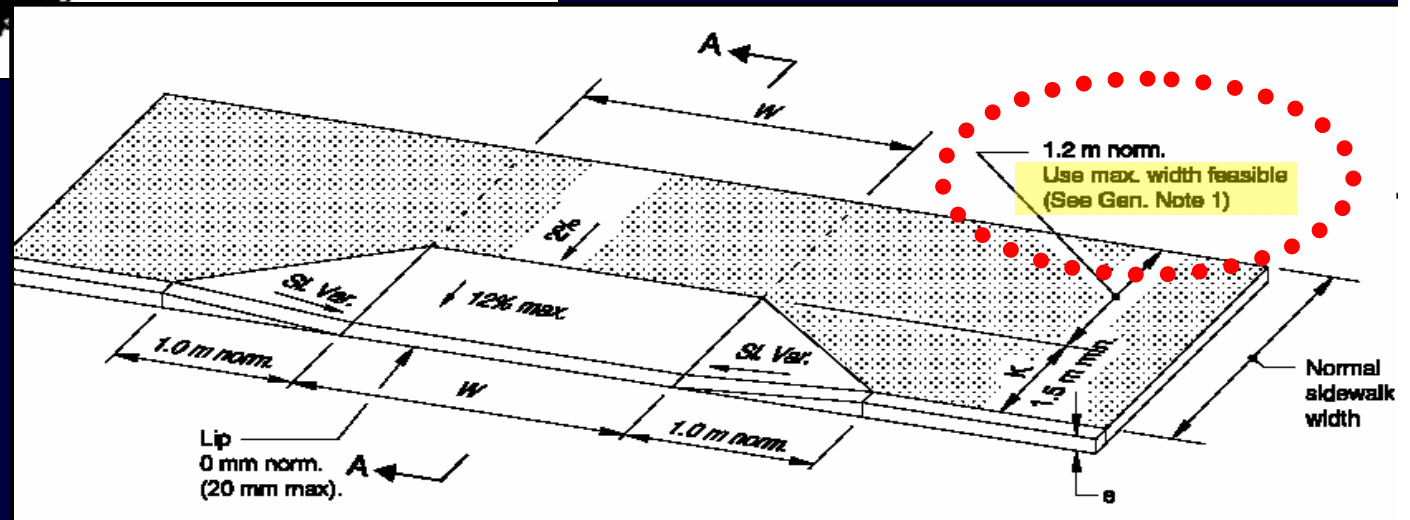 A
W
1.2 m norm.
Use max. width feasible
(See Gen. Note 1)
2%
Sl. Var.
12% max.
Sl. Var.
1.0 m norm.
W
1.0 m norm.
K
1.5 m min.
Normal
sidewalk
width
Lip
0 mm norm.
(20 mm max).
A